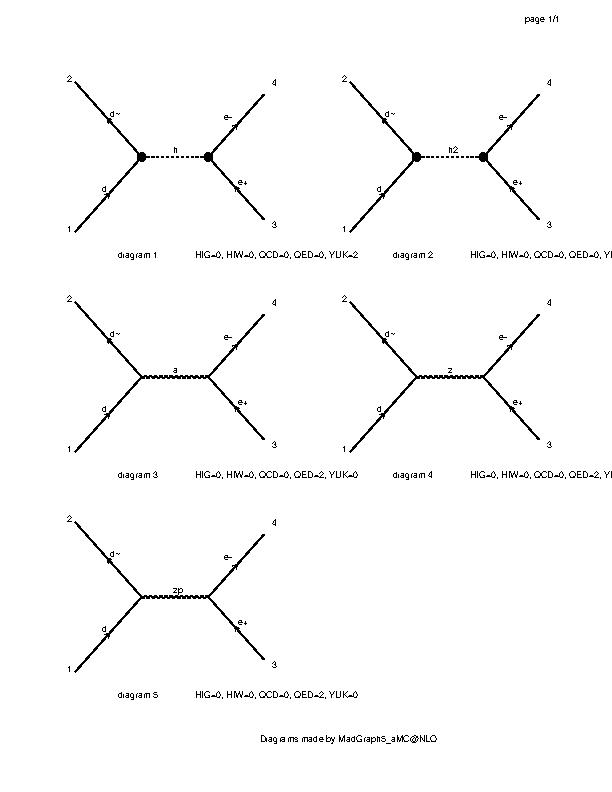 page 1/1
2 d~ h e- 4
1 d e+ 3
diagram 1 HIG=0, HIW=0, QCD=0, QED=0, YUK=2
2 d~ h2 e- 4
1 d e+ 3
diagram 2 HIG=0, HIW=0, QCD=0, QED=0, YU
2 d~ a e- 4
1 d e+ 3
diagram 3 HIG=0, HIW=0, QCD=0, QED=2, YUK=0
2 d~ z e- 4
1 d e+ 3
diagram 4 HIG=0, HIW=0, QCD=0, QED=2, YU
2 d~ zp e- 4
1 d e+ 3
diagram 5 HIG=0, HIW=0, QCD=0, QED=2, YUK=0
Diagrams made by MadGraph5_aMC@NLO